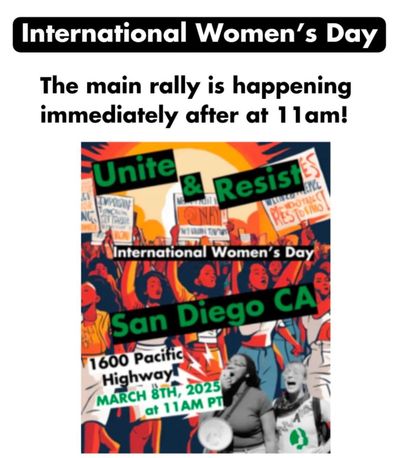 International Women's Day
The main rally is happening
immediately after at 11am!
Unite
& Resist
International Women's Day
San Diego CA
1600 Pacific
Highway
MARCH 8TH, 2025
at 11AM PT